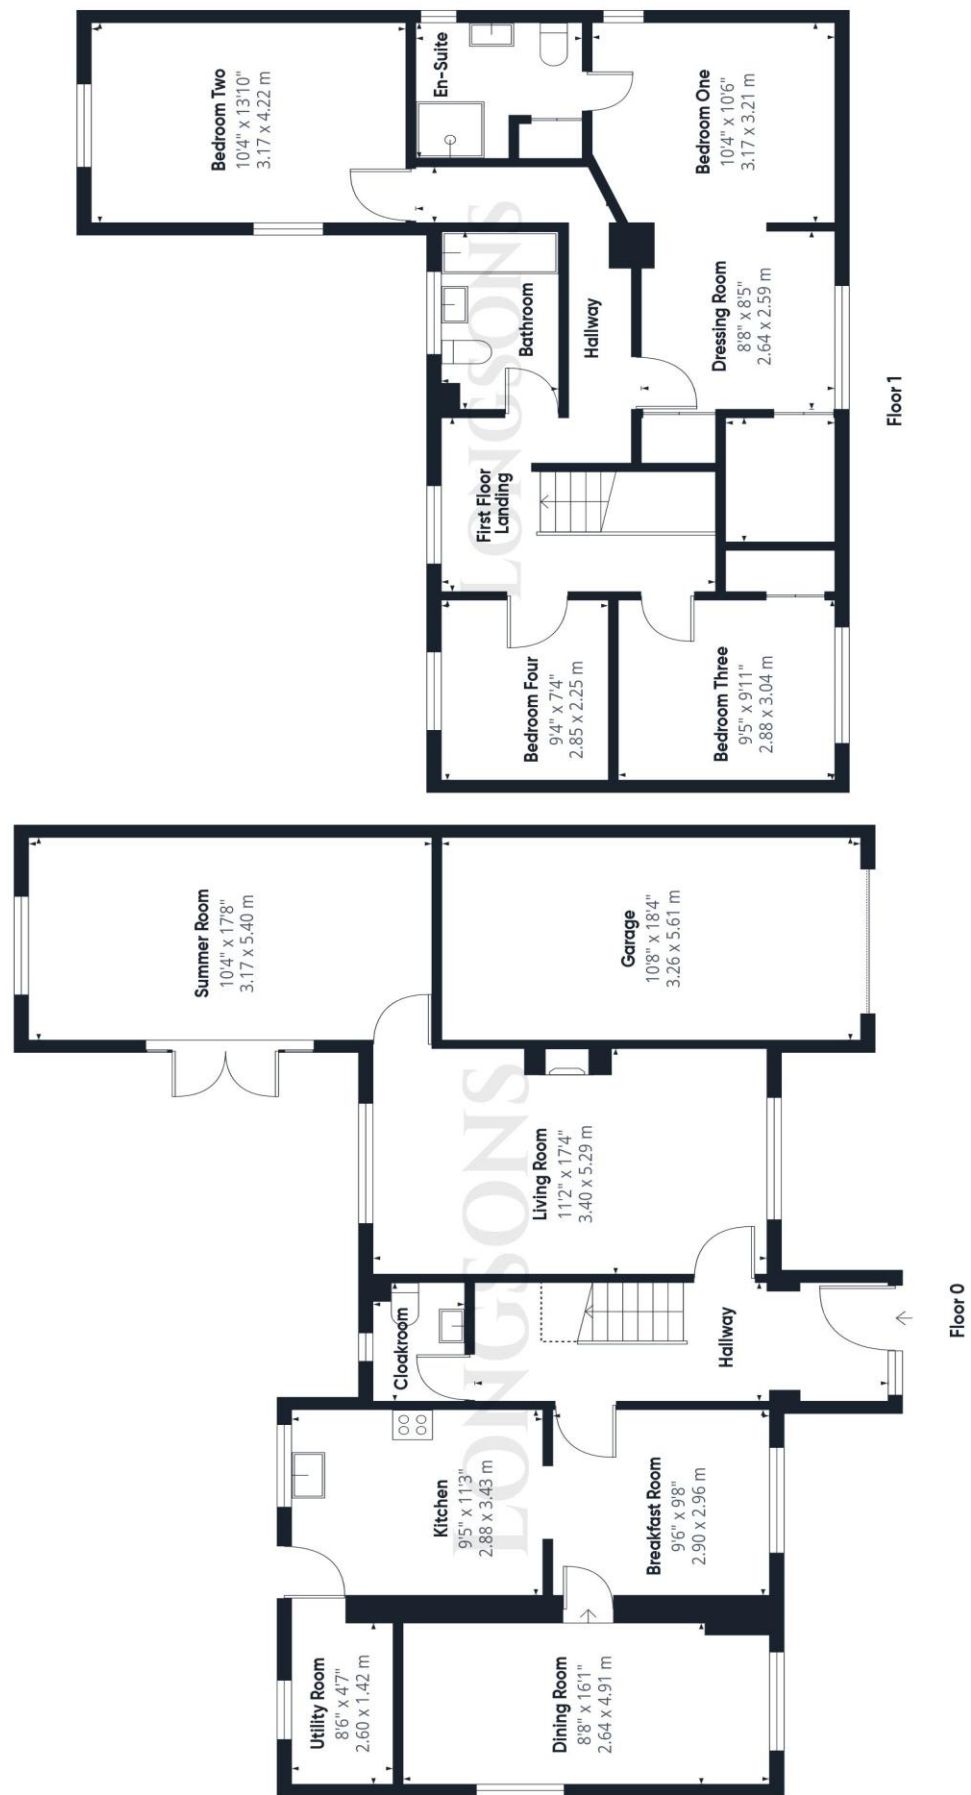 Bedroom Two
10'4" x 13'10"
3.17 x 4.22 m
En-Suite
Bedroom One
10'4" x 10'6"
3.17 x 3.21 m
Bathroom
Hallway
Dressing Room
8'8" x 8'5"
2.64 x 2.59 m
First Floor
Landing
Bedroom Four
9'4" x 7'4"
2.85 x 2.25 m
Bedroom Three
9'5" x 9'11"
2.88 x 3.04 m
LONGSONS
Floor 1
Summer Room
10'4" x 17'8"
3.17 x 5.40 m
Garage
10'8" x 18'4"
3.26 x 5.61 m
Living Room
11'2" x 17'4"
3.40 x 5.29 m
Cloakroom
Hallway
Kitchen
9'5" x 11'3"
2.88 x 3.43 m
Breakfast Room
9'6" x 9'8"
2.90 x 2.96 m
Utility Room
8'6" x 4'7"
2.60 x 1.42 m
Dining Room
8'8" x 16'1"
2.64 x 4.91 m
LONGSONS
Floor 0